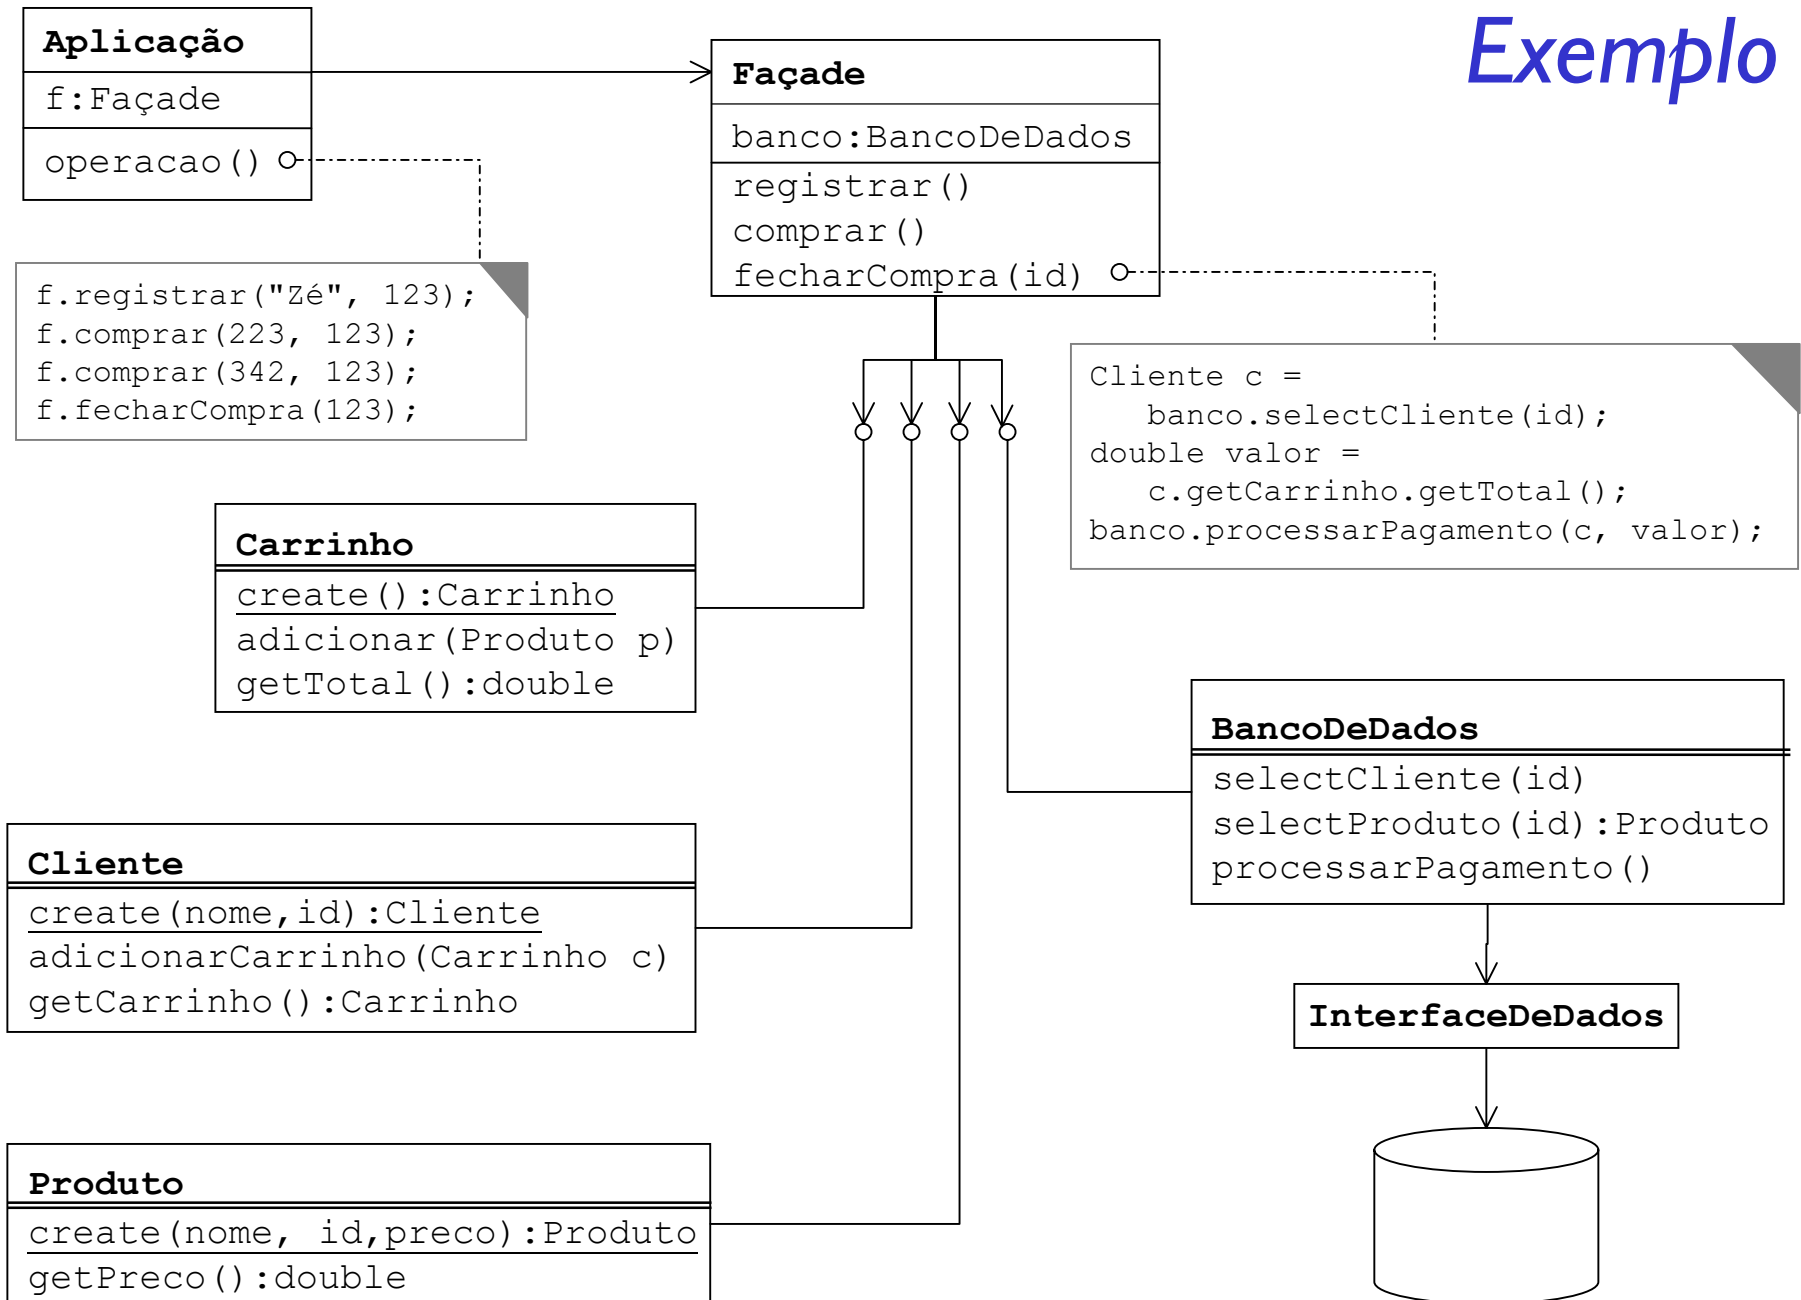 Exemplo
Aplicação
f:Façade
operacao()
f.registrar("Zé", 123);
f.comprar(223, 123);
f.comprar(342, 123);
f.fecharCompra(123);
Façade
banco:BancoDeDados
registrar()
comprar()
fecharCompra(id)
Cliente c =
banco.selectCliente(id);
double valor =
c.getCarrinho.getTotal();
banco.processarPagamento(c, valor);
Carrinho
create():Carrinho
adicionar(Produto p)
getTotal():double
BancoDeDados
selectCliente(id)
selectProduto(id):Produto
processarPagamento()
Cliente
create(nome,id):Cliente
adicionarCarrinho(Carrinho c)
getCarrinho():Carrinho
InterfaceDeDados
Produto
create(nome, id,preco):Produto
getPreco():double